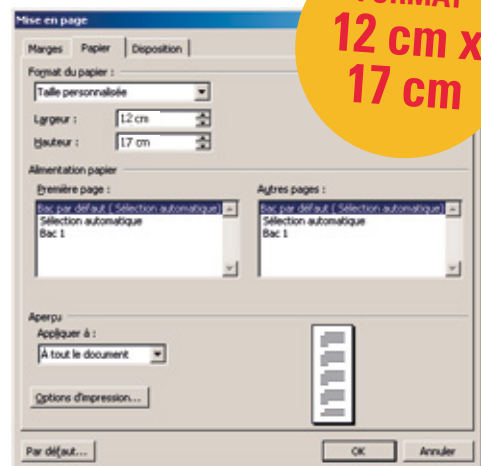 Mise en page
FORMAT
12 cm x
17 cm
Marges Papier Disposition
Format du papier :
Taille personnalisée
Largeur : 12 cm
Hauteur : 17 cm
Alimentation papier
Première page : Autres pages :
Bac par défaut ( Sélection automatique) Bac par défaut ( Sélection automatique)
Sélection automatique Sélection automatique
Bac 1 Bac 1
Aperçu
Appliquer à :
À tout le document
Options d'impression...
Par défaut... OK Annuler